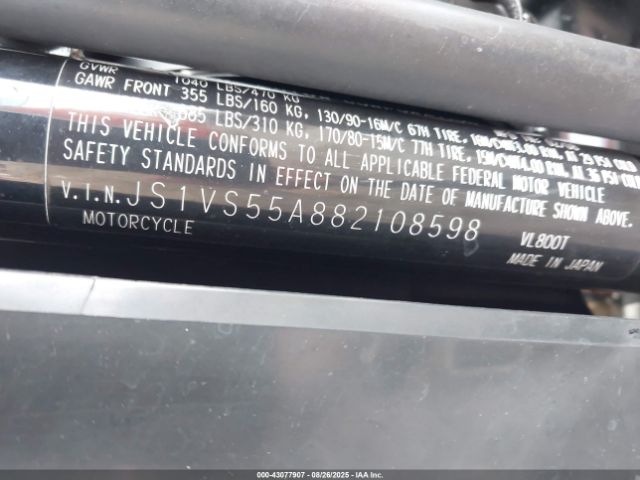 GVWR 1040 LBS/470 KG
GAWR FRONT 355 LBS/160 KG, 130/90-16M/C 67H TIRE,
LBS/310 KG, 170/80-15M/C 77H TIRE,
THIS VEHICLE CONFORMS TO ALL APPLICABLE FEDERAL MOTOR VEHICLE
SAFETY STANDARDS IN EFFECT ON THE DATE OF MANUFACTURE SHOWN ABOVE.
V.I.N. JS1VS55A882108598 VL800T
MOTORCYCLE MADE IN JAPAN
000-43077907 - 08/26/2025 - Copyright: IAA, LLC.